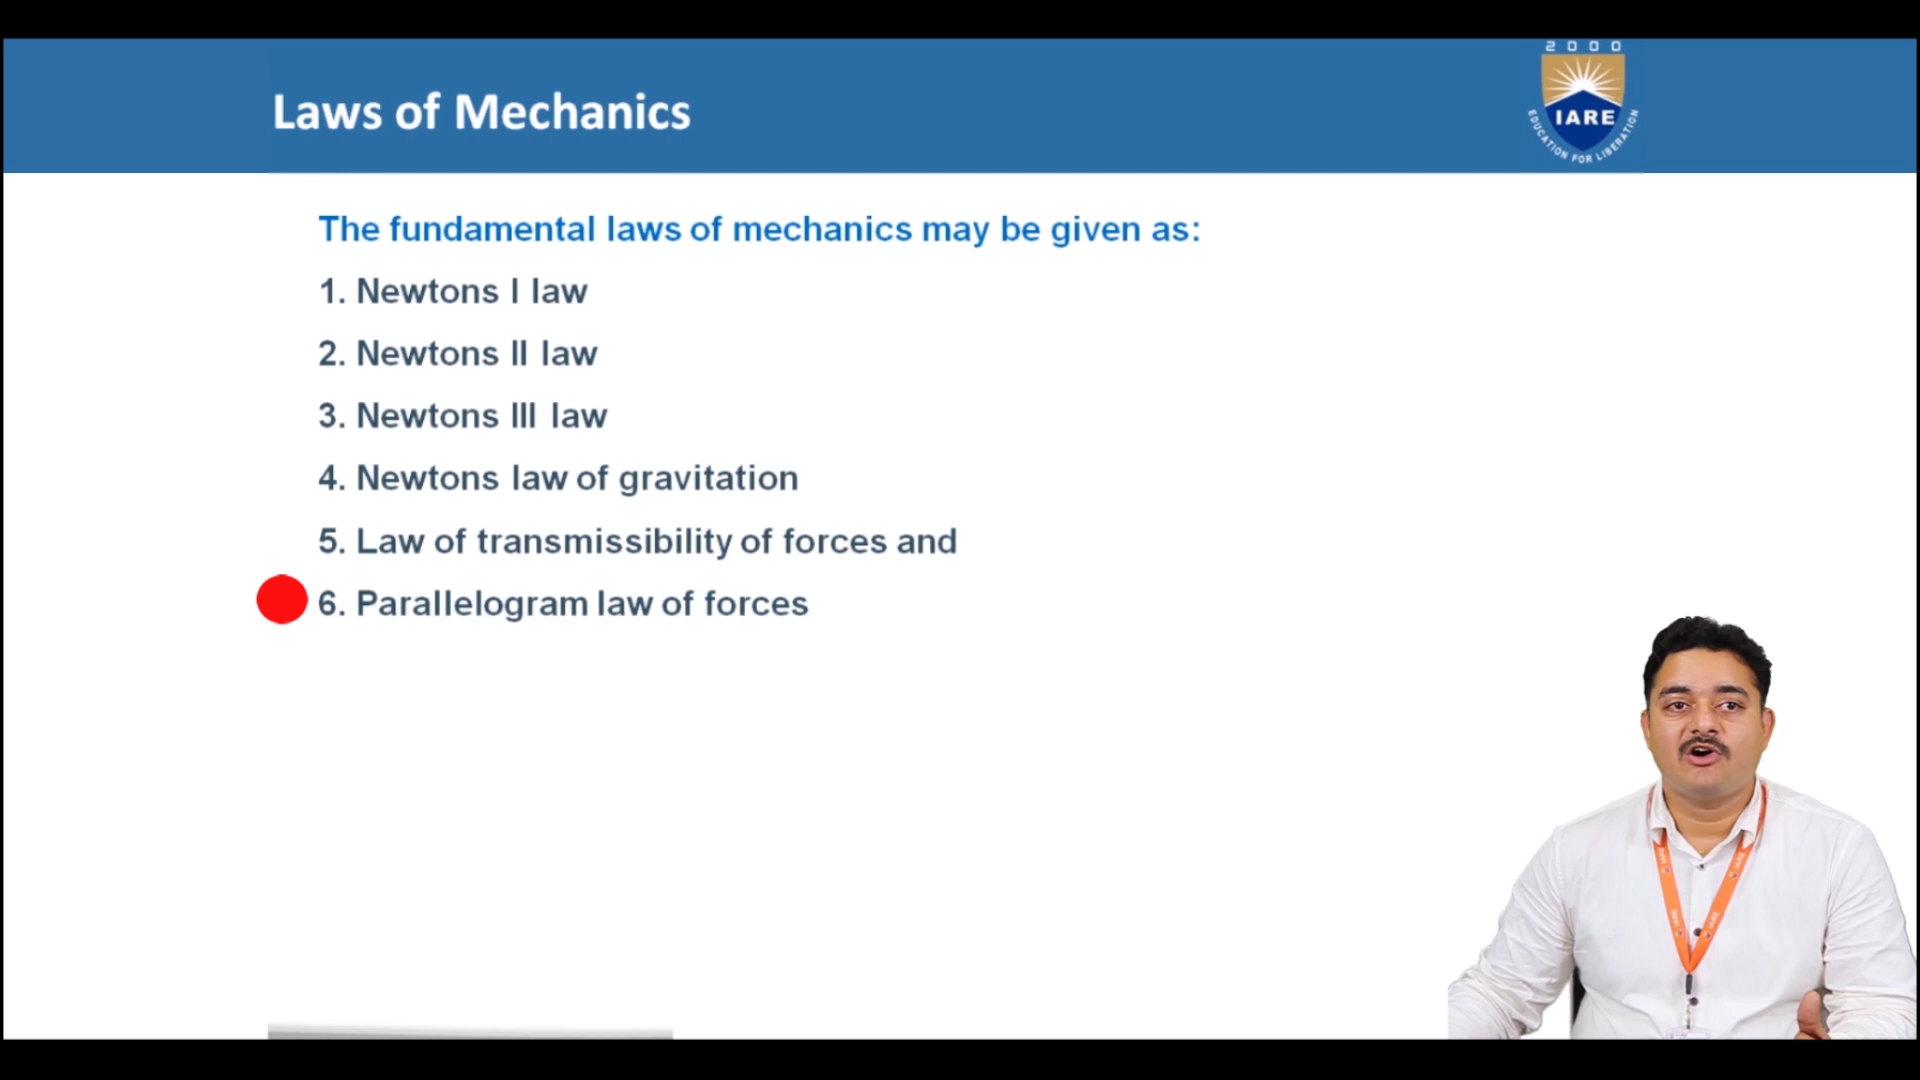 2000
Laws of Mechanics
IARE
EDUCATION FOR LIBERATION
The fundamental laws of mechanics may be given as:
1. Newtons I law
2. Newtons II law
3. Newtons III law
4. Newtons law of gravitation
5. Law of transmissibility of forces and
6. Parallelogram law of forces